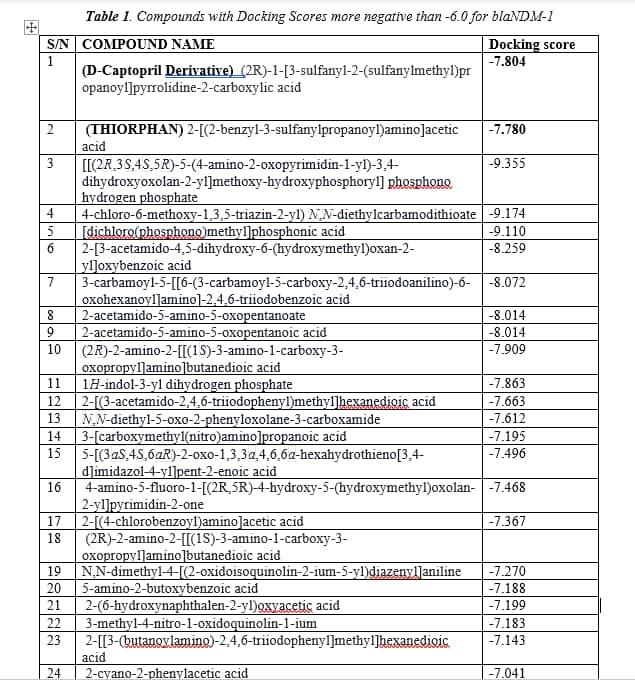 Table 1. Compounds with Docking Scores more negative than -6.0 for blaNDM-1
S/N COMPOUND NAME Docking score
1 (D-Captopril Derivative) (2R)-1-[3-sulfanyl-2-(sulfanylmethyl)pr -7.804
opanoyl]pyrrolidine-2-carboxylic acid
2 (THIORPHAN) 2-[(2-benzyl-3-sulfanylpropanoyl)amino]acetic -7.780
acid
3 [[(2R,3S,4S,5R)-5-(4-amino-2-oxopyrimidin-1-yl)-3,4- -9.355
dihydroxyoxolan-2-yl]methoxy-hydroxyphosphoryl] phosphono
hydrogen phosphate
4 4-chloro-6-methoxy-1,3,5-triazin-2-yl) N,N-diethylcarbamodithioate -9.174
5 [dichloro(phosphono)methyl]phosphonic acid -9.110
6 2-[3-acetamido-4,5-dihydroxy-6-(hydroxymethyl)oxan-2- -8.259
yl]oxybenzoic acid
7 3-carbamoyl-5-[[6-(3-carbamoyl-5-carboxy-2,4,6-triiodoanilino)-6- -8.072
oxohexanoyl]amino]-2,4,6-triiodobenzoic acid
8 2-acetamido-5-amino-5-oxopentanoate -8.014
9 2-acetamido-5-amino-5-oxopentanoic acid -8.014
10 (2R)-2-amino-2-[[(1S)-3-amino-1-carboxy-3- -7.909
oxopropyl]amino]butanedioic acid
11 1H-indol-3-yl dihydrogen phosphate -7.863
12 2-[(3-acetamido-2,4,6-triiodophenyl)methyl]hexanedioic acid -7.663
13 N,N-diethyl-5-oxo-2-phenyloxolane-3-carboxamide -7.612
14 3-[carboxymethyl(nitro)amino]propanoic acid -7.195
15 5-[(3aS,4S,6aR)-2-oxo-1,3,3a,4,6,6a-hexahydrothieno[3,4- -7.496
d]imidazol-4-yl]pent-2-enoic acid
16 4-amino-5-fluoro-1-[(2R,5R)-4-hydroxy-5-(hydroxymethyl)oxolan- -7.468
2-yl]pyrimidin-2-one
17 2-[(4-chlorobenzoyl)amino]acetic acid -7.367
18 (2R)-2-amino-2-[[(1S)-3-amino-1-carboxy-3-
oxopropyl]amino]butanedioic acid
19 N,N-dimethyl-4-[(2-oxidoisoquinolin-2-ium-5-yl)diazenyl]aniline -7.270
20 5-amino-2-butoxybenzoic acid -7.188
21 2-(6-hydroxynaphthalen-2-yl)oxyacetic acid -7.199
22 3-methyl-4-nitro-1-oxidoquinolin-1-ium -7.183
23 2-[[3-(butanoylamino)-2,4,6-triiodophenyl]methyl]hexanedioic -7.143
acid
24 2-cyano-2-phenylacetic acid -7.041